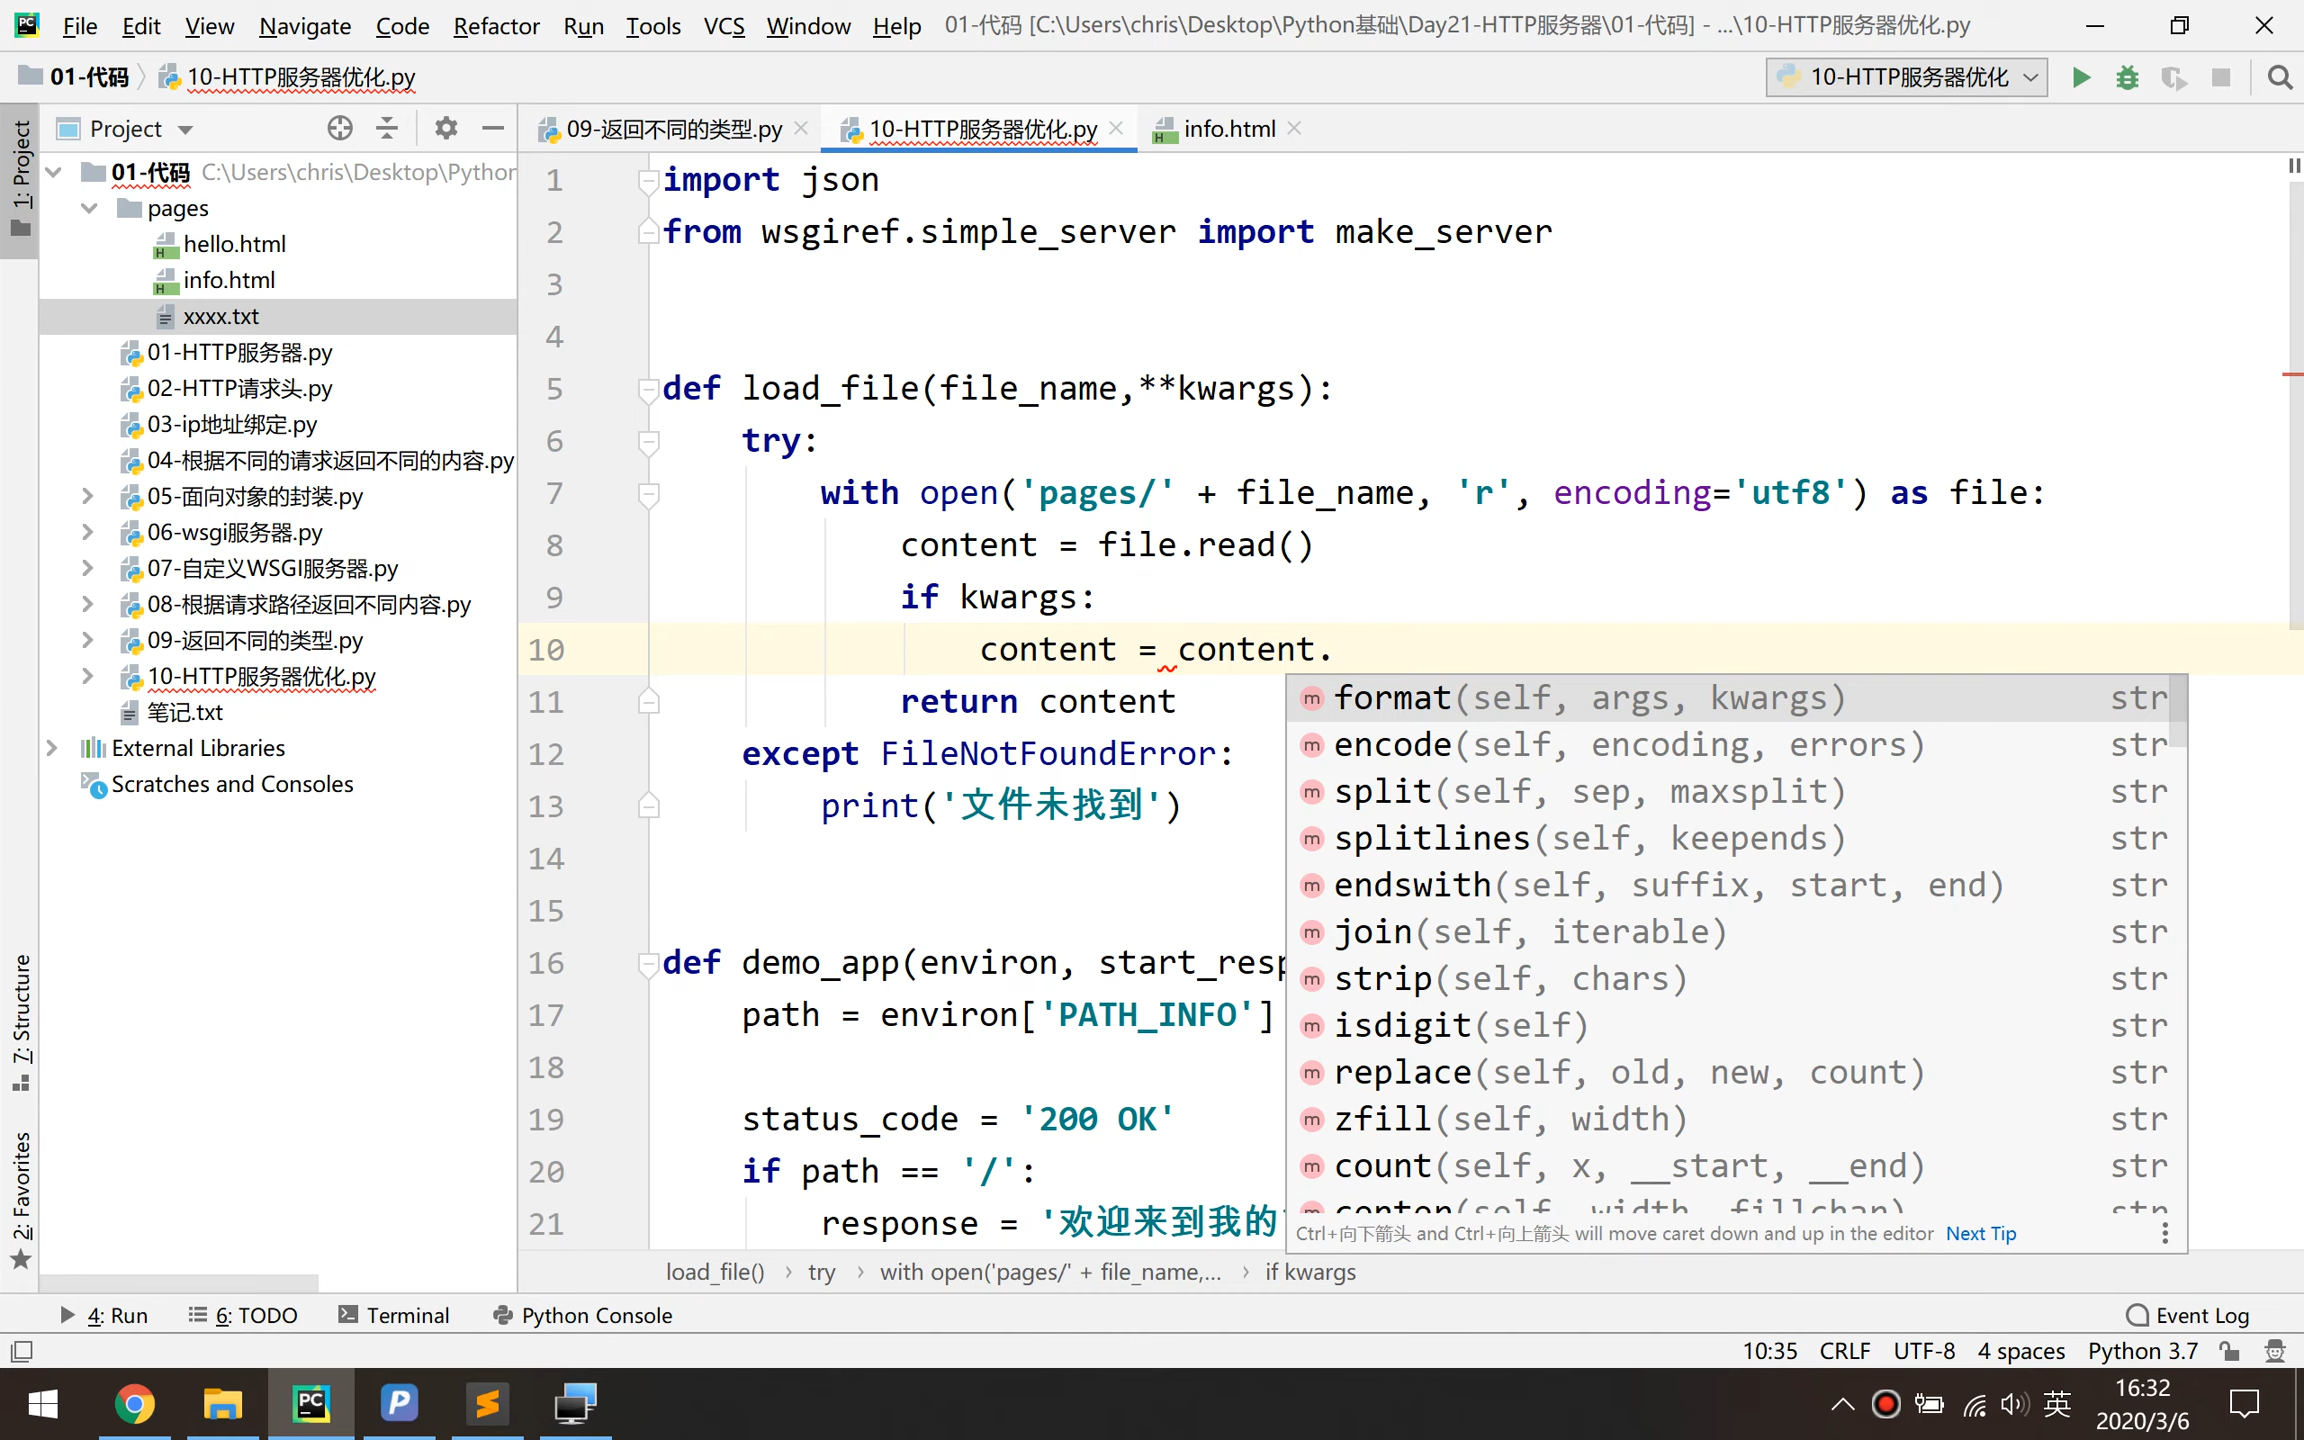 File Edit View Navigate Code Refactor Run Tools VCS Window Help 01-代码 [C:\Users\chris\Desktop\Python基础\Day21-HTTP服务器\01-代码] - ...\10-HTTP服务器优化.py
01-代码 10-HTTP服务器优化.py 10-HTTP服务器优化
Project 09-返回不同的类型.py 10-HTTP服务器优化.py info.html
1: Project
7: Structure
2: Favorites
01-代码 C:\Users\chris\Desktop\Python
pages
hello.html
info.html
xxxx.txt
01-HTTP服务器.py
02-HTTP请求头.py
03-ip地址绑定.py
04-根据不同的请求返回不同的内容.py
05-面向对象的封装.py
06-wsgi服务器.py
07-自定义WSGI服务器.py
08-根据请求路径返回不同内容.py
09-返回不同的类型.py
10-HTTP服务器优化.py
笔记.txt
External Libraries
Scratches and Consoles
1 import json
2 from wsgiref.simple_server import make_server
3
4
5 def load_file(file_name,**kwargs):
6 try:
7 with open('pages/' + file_name, 'r', encoding='utf8') as file:
8 content = file.read()
9 if kwargs:
10 content = content.
11 return content
12 except FileNotFoundError:
13 print('文件未找到')
14
15
16 def demo_app(environ, start_resp
17 path = environ['PATH_INFO']
18
19 status_code = '200 OK'
20 if path == '/':
21 response = '欢迎来到我的
format(self, args, kwargs) str
encode(self, encoding, errors) str
split(self, sep, maxsplit) str
splitlines(self, keepends) str
endswith(self, suffix, start, end) str
join(self, iterable) str
strip(self, chars) str
isdigit(self) str
replace(self, old, new, count) str
zfill(self, width) str
count(self, x, __start, __end) str
center(self, width, fillchar) str
Ctrl+向下箭头 and Ctrl+向上箭头 will move caret down and up in the editor Next Tip
load_file() › try › with open('pages/' + file_name,... › if kwargs
4: Run 6: TODO Terminal Python Console Event Log
10:35 CRLF UTF-8 4 spaces Python 3.7
英 16:32
2020/3/6